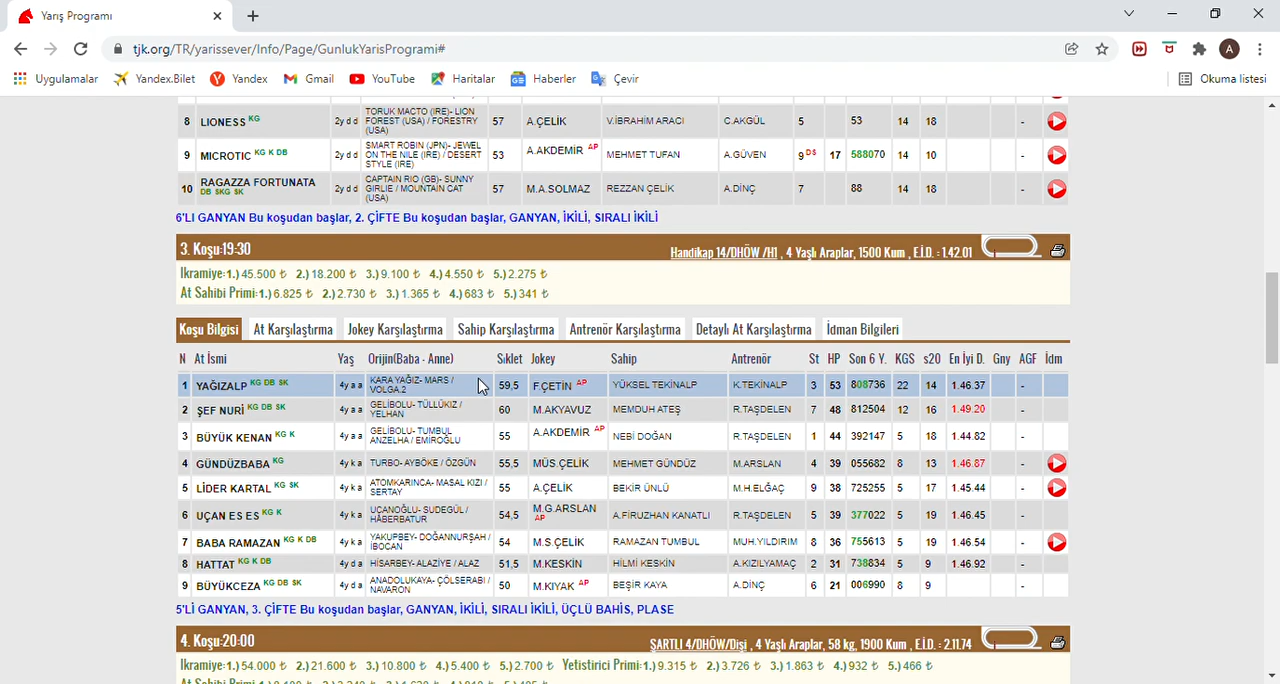 Yarış Programı
tjk.org/TR/yarissever/Info/Page/GunlukYarisProgrami#
A
Uygulamalar Yandex.Bilet Yandex Gmail YouTube Haritalar Haberler Çevir Okuma listesi
8 LIONESS KG 2y d d TORUK MACTO (IRE)- LION FOREST (USA) / FORESTRY (USA) 57 A.ÇELİK V.İBRAHİM ARACI C.AKGÜL 5 53 14 18 -
9 MICROTIC KG K DB 2y d d SMART ROBIN (JPN)- JEWEL ON THE NILE (IRE) / DESERT STYLE (IRE) 53 A.AKDEMİR AP MEHMET TUFAN A.GÜVEN 9 DS 17 588070 14 10 -
10 RAGAZZA FORTUNATA DB SKG SK 2y d d CAPTAIN RIO (GB)- SUNNY GIRLIE / MOUNTAIN CAT (USA) 57 M.A.SOLMAZ REZZAN ÇELİK A.DİNÇ 7 88 14 18 -
6'LI GANYAN Bu koşudan başlar, 2. ÇİFTE Bu koşudan başlar, GANYAN, İKİLİ, SIRALI İKİLİ
3. Koşu:19:30 Handikap 14/DHÖW /H1 , 4 Yaşlı Araplar, 1500 Kum , E.İ.D. : 1.42.01
İkramiye:1.) 45.500 ₺ 2.) 18.200 ₺ 3.) 9.100 ₺ 4.) 4.550 ₺ 5.) 2.275 ₺
At Sahibi Primi:1.) 6.825 ₺ 2.) 2.730 ₺ 3.) 1.365 ₺ 4.) 683 ₺ 5.) 341 ₺
Koşu Bilgisi At Karşılaştırma Jokey Karşılaştırma Sahip Karşılaştırma Antrenör Karşılaştırma Detaylı At Karşılaştırma İdman Bilgileri
N At İsmi Yaş Orijin(Baba - Anne) Sıklet Jokey Sahip Antrenör St HP Son 6 Y. KGS s20 En İyi D. Gny AGF İdm
1 YAĞIZALP KG DB SK 4y a a KARA YAĞIZ- MARS / VOLGA 2 59,5 F.ÇETİN AP YÜKSEL TEKİNALP K.TEKİNALP 3 53 808736 22 14 1.46.37 -
2 ŞEF NURİ KG DB SK 4y a a GELİBOLU- TÜLLÜKIZ / YELHAN 60 M.AKYAVUZ MEMDUH ATEŞ R.TAŞDELEN 7 48 812504 12 16 1.49.20 -
3 BÜYÜK KENAN KG K 4y a a GELİBOLU- TUMBUL ANZELHA / EMİROĞLU 55 A.AKDEMİR AP NEBİ DOĞAN R.TAŞDELEN 1 44 392147 5 18 1.44.82 -
4 GÜNDÜZBABA KG 4y k a TURBO- AYBÖKE / ÖZGÜN 55,5 MÜS.ÇELİK MEHMET GÜNDÜZ M.ARSLAN 4 39 055682 8 13 1.46.87 -
5 LİDER KARTAL KG SK 4y k a ATOMKARINCA- MASAL KIZI / SERTAY 55 A.ÇELİK BEKİR ÜNLÜ M.H.ELĞAÇ 9 38 725255 5 17 1.45.44 -
6 UÇAN ES ES KG K 4y k a UÇANOĞLU- SUDEGÜL / HABERBATUR 54,5 M.G.ARSLAN AP A.FİRUZHAN KANATLI R.TAŞDELEN 5 39 377022 5 19 1.46.45 -
7 BABA RAMAZAN KG K DB 4y k a YAKUPBEY- DOĞANNURŞAH / İBOCAN 54 M.S.ÇELİK RAMAZAN TUMBUL MUH.YILDIRIM 8 36 755613 5 19 1.46.54 -
8 HATTAT KG K DB 4y d a HİSARBEY- ALAZİYE / ALAZ 51,5 M.KESKİN HİLMİ KESKİN A.KIZILYAMAÇ 2 31 738834 5 9 1.46.92 -
9 BÜYÜKCEZA KG DB SK 4y d a ANADOLUKAYA- ÇÖLSERABI / NAVARON 50 M.KIYAK AP BEŞİR KAYA A.DİNÇ 6 21 006990 8 9 -
5'Lİ GANYAN, 3. ÇİFTE Bu koşudan başlar, GANYAN, İKİLİ, SIRALI İKİLİ, ÜÇLÜ BAHİS, PLASE
4. Koşu:20:00 ŞARTLI 4/DHÖW/Dişi , 4 Yaşlı Araplar, 58 kg, 1900 Kum , E.İ.D. : 2.11.74
İkramiye:1.) 54.000 ₺ 2.) 21.600 ₺ 3.) 10.800 ₺ 4.) 5.400 ₺ 5.) 2.700 ₺ Yetistirici Primi:1.) 9.315 ₺ 2.) 3.726 ₺ 3.) 1.863 ₺ 4.) 932 ₺ 5.) 466 ₺